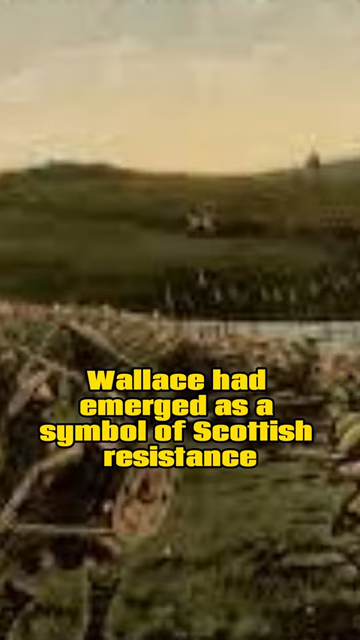 Wallace had
emerged as a
symbol of Scottish
resistance